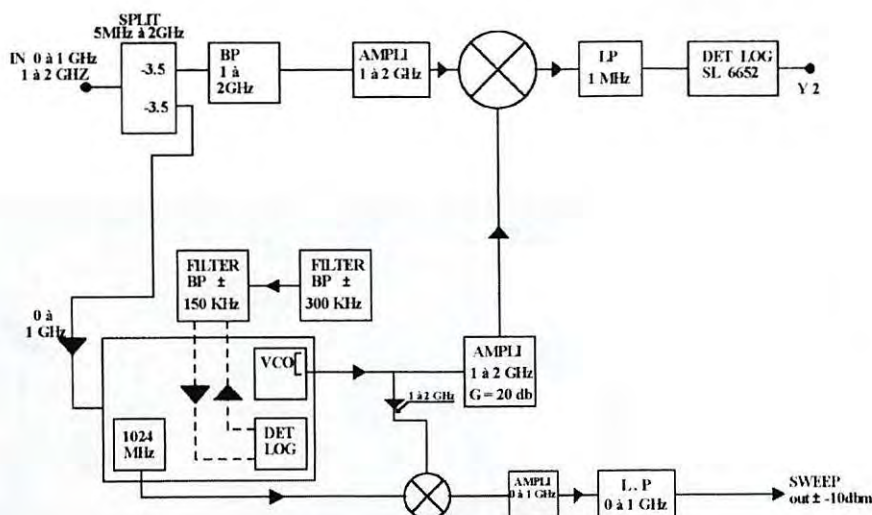 SPLIT
5MHz à 2GHz
IN 0 à 1 GHz
1 à 2 GHZ
-3.5
-3.5
BP
1 à
2GHz
AMPLI
1 à 2 GHz
LP
1 MHz
DET LOG
SL 6652
Y 2
FILTER
BP ±
150 KHz
FILTER
BP ±
300 KHz
0 à
1 GHz
VCO
AMPLI
1 à 2 GHz
G = 20 db
1 à 2 GHz
1024
MHz
DET
LOG
AMPLI
0 à 1 GHz
L . P
0 à 1 GHz
SWEEP
out ± -10dbm